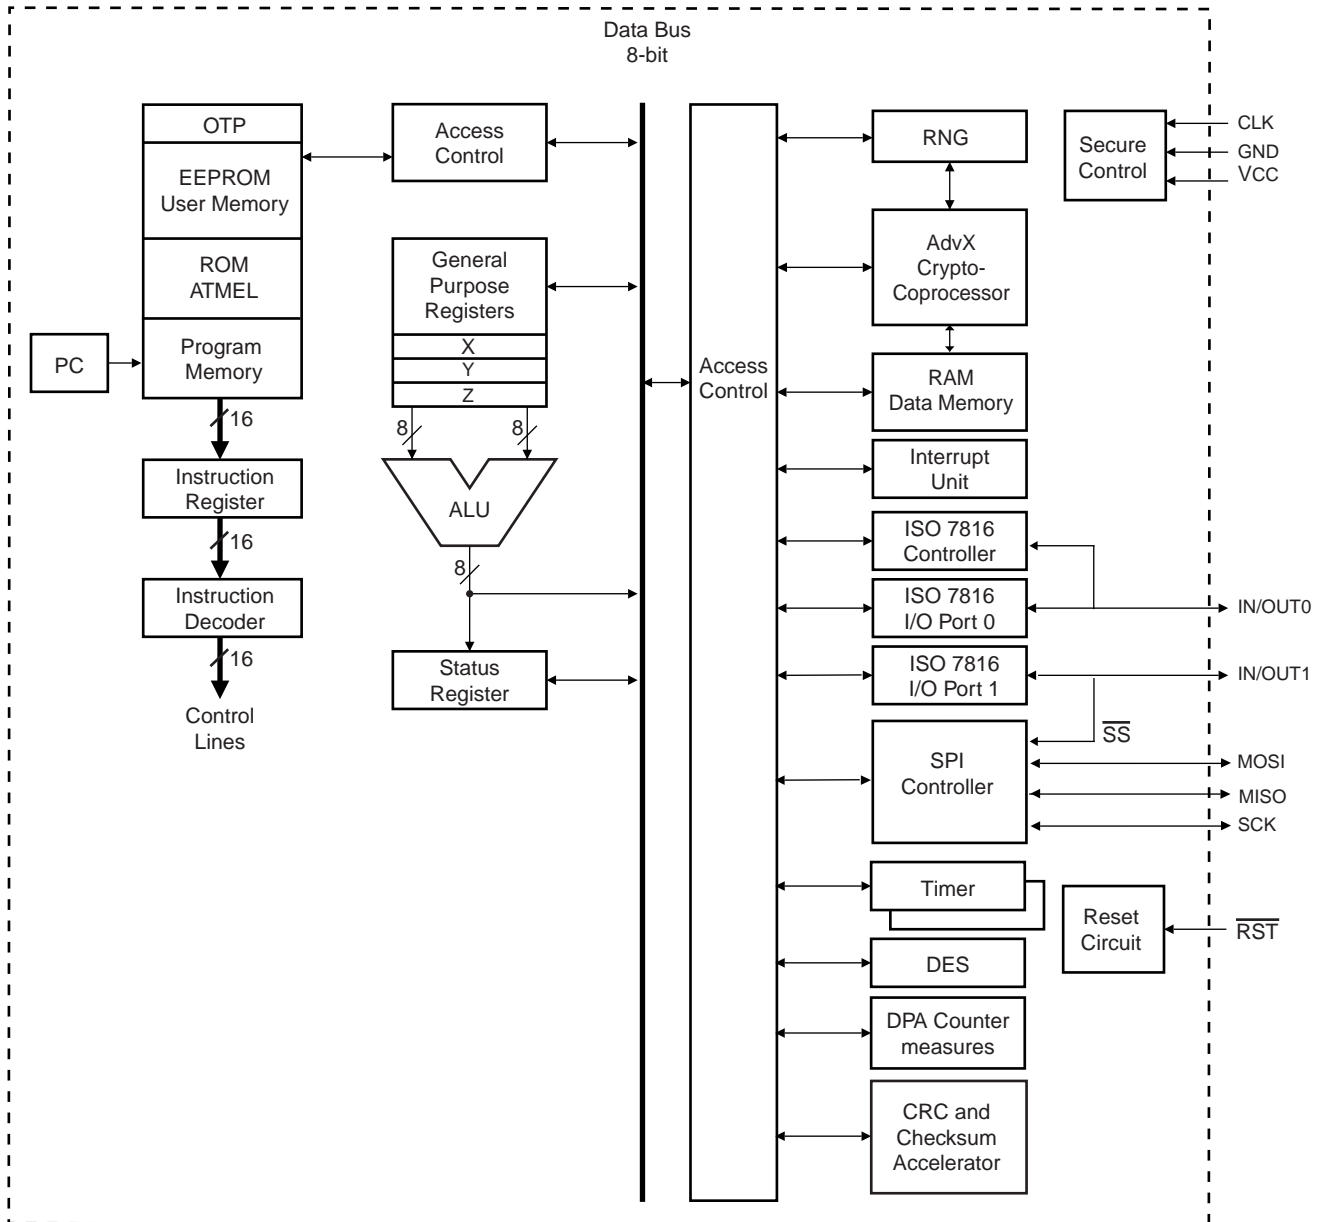 Data Bus
8-bit
OTP
EEPROM
User Memory
ROM
ATMEL
Program
Memory
PC
16
Instruction
Register
16
Instruction
Decoder
16
Control
Lines
Access
Control
General
Purpose
Registers
X
Y
Z
8
8
ALU
8
Status
Register
Access
Control
RNG
AdvX
Crypto-
Coprocessor
RAM
Data Memory
Interrupt
Unit
ISO 7816
Controller
ISO 7816
I/O Port 0
ISO 7816
I/O Port 1
SS
SPI
Controller
Timer
DES
DPA Counter
measures
CRC and
Checksum
Accelerator
Secure
Control
CLK
GND
VCC
IN/OUT0
IN/OUT1
MOSI
MISO
SCK
Reset
Circuit
RST